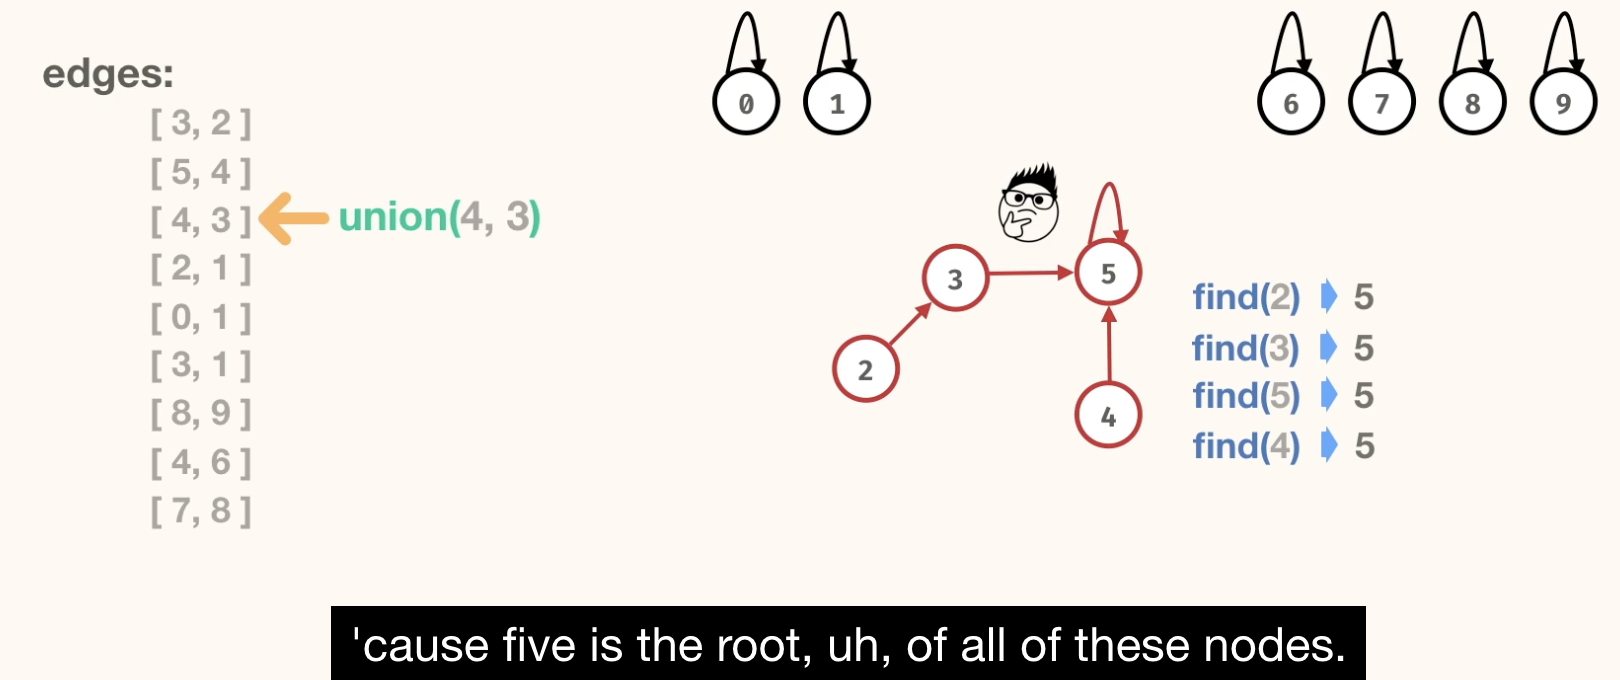 edges:
[ 3, 2 ]
[ 5, 4 ]
[ 4, 3 ] union(4, 3)
[ 2, 1 ]
[ 0, 1 ]
[ 3, 1 ]
[ 8, 9 ]
[ 4, 6 ]
[ 7, 8 ]
0 1 6 7 8 9
3 5
2
4
find(2) 5
find(3) 5
find(5) 5
find(4) 5
'cause five is the root, uh, of all of these nodes.